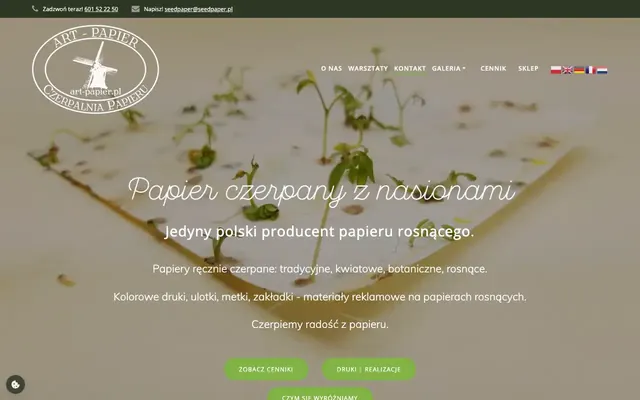 Zadzwoń teraz! 601 52 22 50
Napisz! seedpaper@seedpaper.pl
ART - PAPIER
art-papier.pl
CZERPALNIA PAPIERU
O NAS WARSZTATY KONTAKT GALERIA CENNIK SKLEP
Papier czerpany z nasionami
Jedyny polski producent papieru rosnącego.
Papiery ręcznie czerpane: tradycyjne, kwiatowe, botaniczne, rosnące.
Kolorowe druki, ulotki, metki, zakładki - materiały reklamowe na papierach rosnących.
Czerpiemy radość z papieru.
ZOBACZ CENNIKI
DRUKI | REALIZACJE
CZYM SIĘ WYRÓŻNIAMY